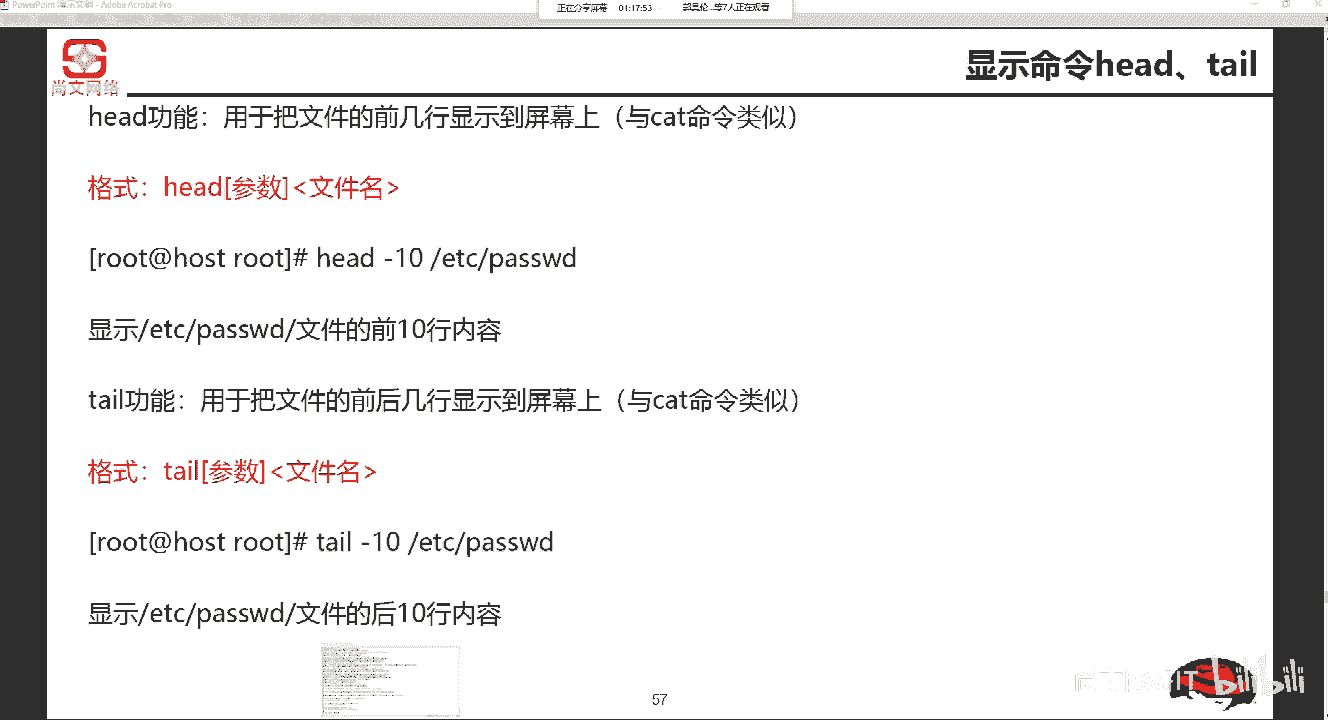 PowerPoint 演示文稿 - Adobe Acrobat Pro
正在分享屏幕 01:17:53
等7人正在观看
尚文网络
显示命令head、tail
head功能：用于把文件的前几行显示到屏幕上（与cat命令类似）
格式：head[参数]<文件名>
[root@host root]# head -10 /etc/passwd
显示/etc/passwd/文件的前10行内容
tail功能：用于把文件的前后几行显示到屏幕上（与cat命令类似）
格式：tail[参数]<文件名>
[root@host root]# tail -10 /etc/passwd
显示/etc/passwd/文件的后10行内容
57
bilibili